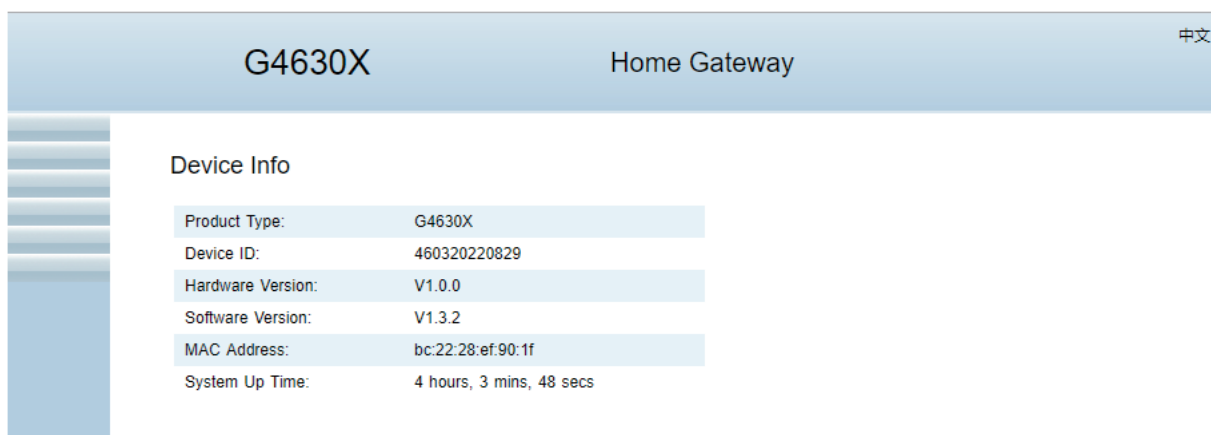 中文
G4630X Home Gateway
Device Info
Product Type: G4630X
Device ID: 460320220829
Hardware Version: V1.0.0
Software Version: V1.3.2
MAC Address: bc:22:28:ef:90:1f
System Up Time: 4 hours, 3 mins, 48 secs